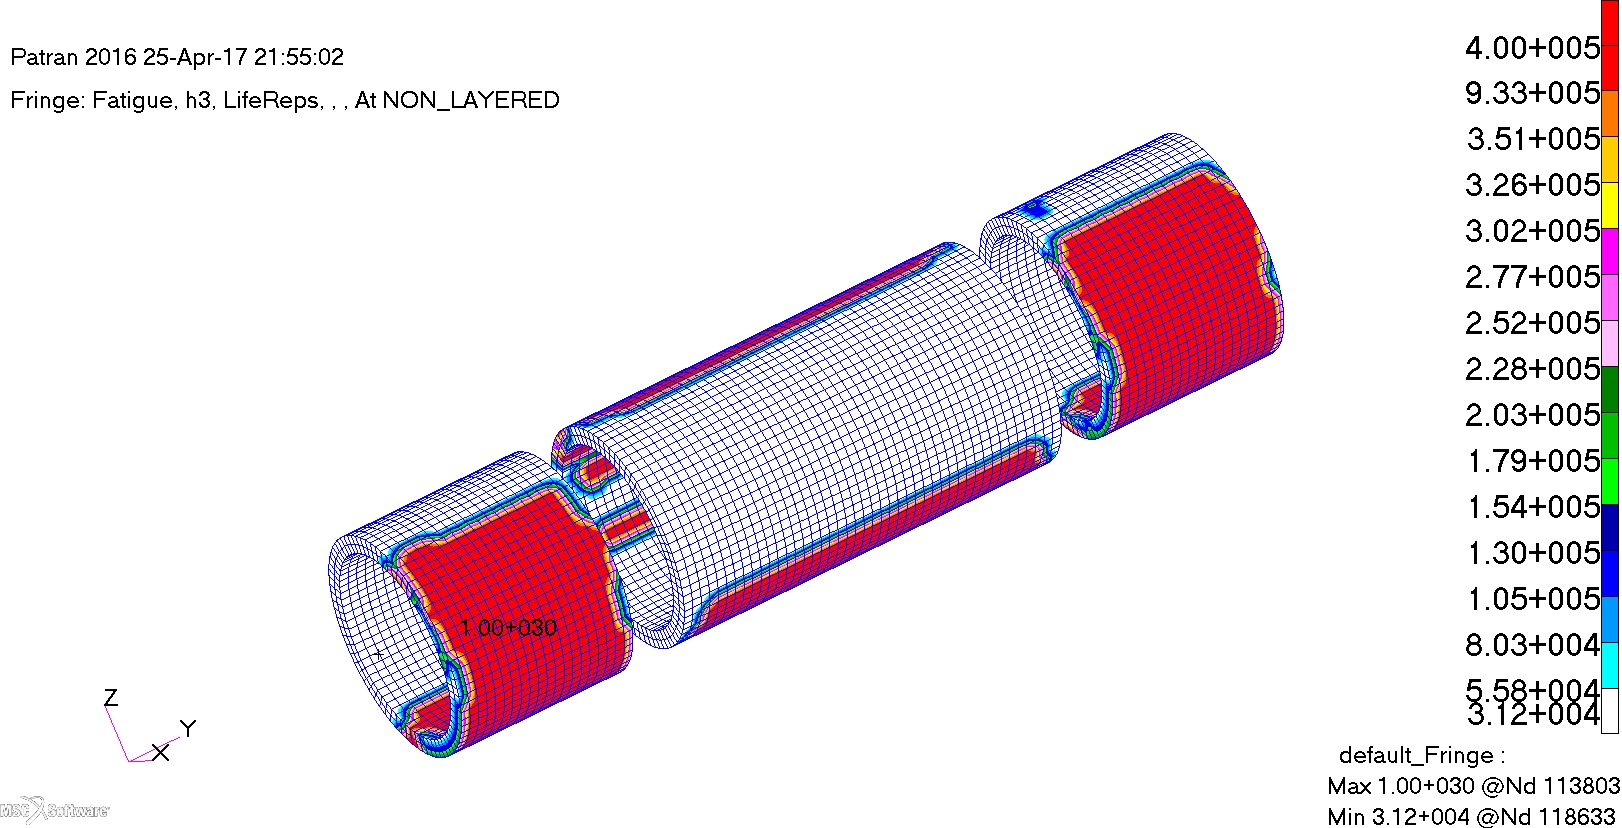 Patran 2016 25-Apr-17 21:55:02
Fringe: Fatigue, h3, LifeReps, , , At NON_LAYERED
4.00+005
9.33+005
3.51+005
3.26+005
3.02+005
2.77+005
2.52+005
2.28+005
2.03+005
1.79+005
1.54+005
1.30+005
1.05+005
8.03+004
5.58+004
3.12+004
1.00+030
Z
Y
X
default_Fringe :
Max 1.00+030 @Nd 113803
Min 3.12+004 @Nd 118633
MSC Software